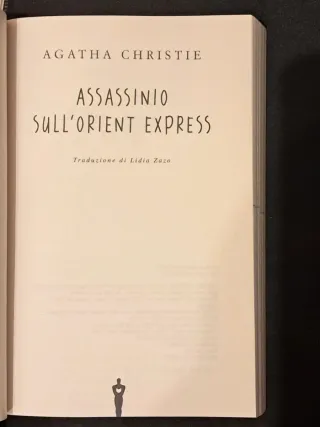 AGATHA CHRISTIE
ASSASSINIO
SULL'ORIENT EXPRESS
Traduzione di Lidia Zazo